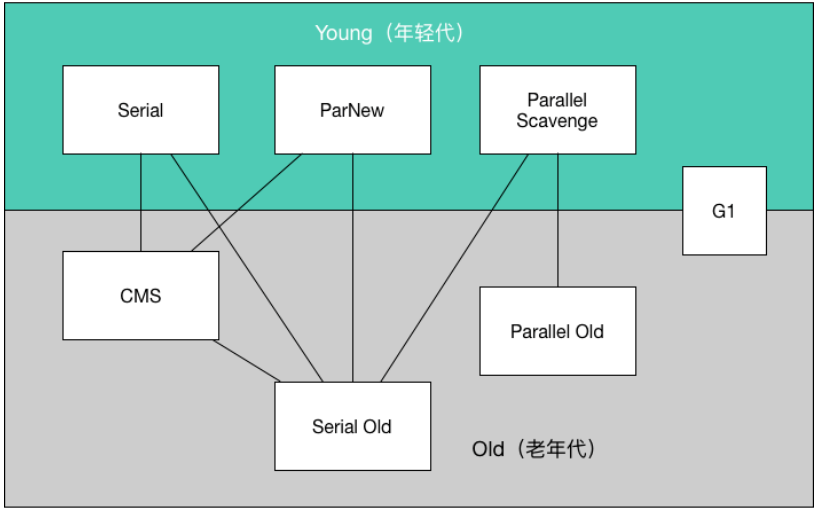 Young（年轻代）
Serial
ParNew
Parallel
Scavenge
G1
CMS
Parallel Old
Serial Old
Old（老年代）